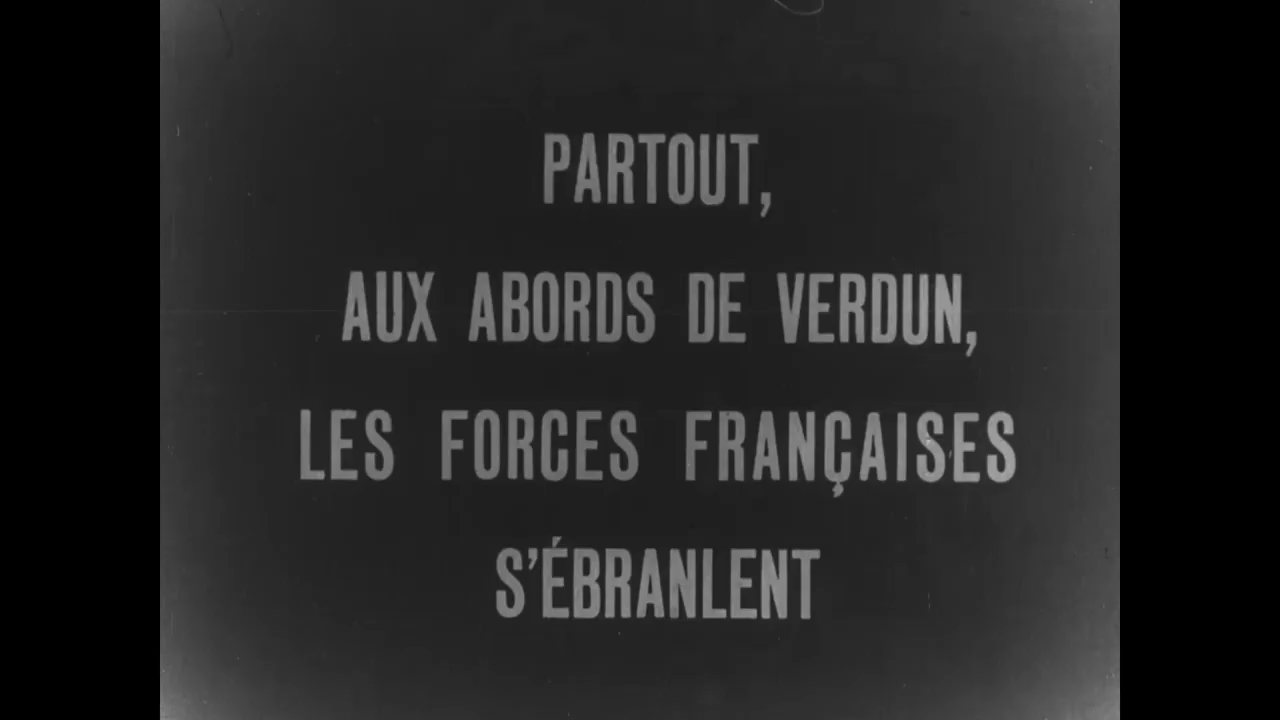 PARTOUT,
AUX ABORDS DE VERDUN,
LES FORCES FRANÇAISES
S'ÉBRANLENT